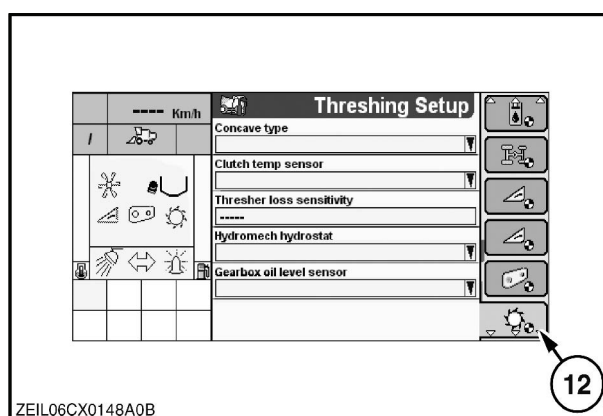 ---- Km/h
Threshing Setup
I
Concave type
Clutch temp sensor
Thresher loss sensitivity
-----
Hydromech hydrostat
Gearbox oil level sensor
12
ZEIL06CX0148A0B